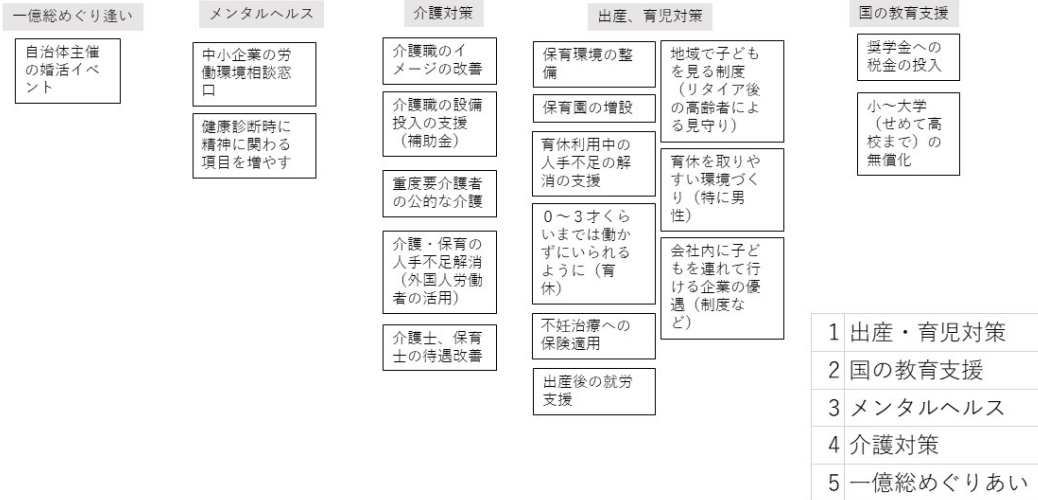 一億総めぐり逢い
自治体主催
の婚活イベ
ント
メンタルヘルス
中小企業の労
働環境相談窓
口
健康診断時に
精神に関わる
項目を増やす
介護対策
介護職のイ
メージの改善
介護職の設備
投入の支援
（補助金）
重度要介護者
の公的な介護
介護・保育の
人手不足解消
（外国人労働
者の活用）
介護士、保育
士の待遇改善
出産、育児対策
保育環境の整
備
保育園の増設
育休利用中の
人手不足の解
消の支援
０～３才くら
いまでは働か
ずにいられる
ように（育
休）
不妊治療への
保険適用
出産後の就労
支援
地域で子ども
を見る制度
（リタイア後
の高齢者によ
る見守り）
育休を取りや
すい環境づく
り（特に男
性）
会社内に子ど
もを連れて行
ける企業の優
遇（制度な
ど）
国の教育支援
奨学金への
税金の投入
小～大学
（せめて高
校まで）の
無償化
1 出産・育児対策
2 国の教育支援
3 メンタルヘルス
4 介護対策
5 一億総めぐりあい